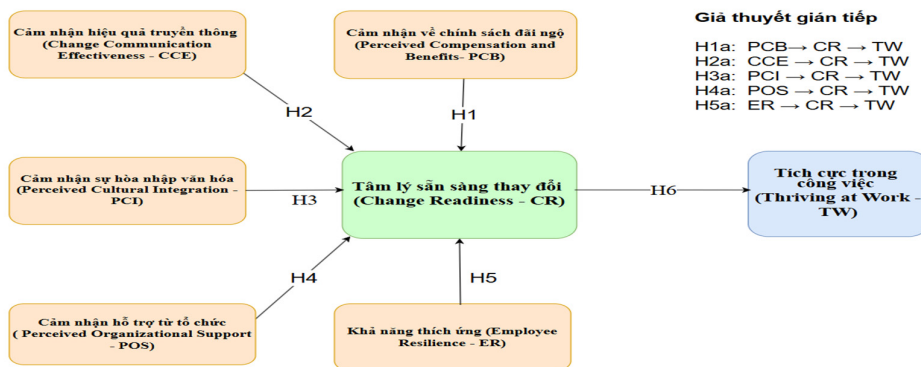 Cảm nhận hiệu quả truyền thông
(Change Communication
Effectiveness - CCE)
Cảm nhận về chính sách đãi ngộ
(Perceived Compensation and
Benefits- PCB)
Giả thuyết gián tiếp
H1a: PCB→ CR → TW
H2a: CCE → CR → TW
H3a: PCI → CR → TW
H4a: POS → CR → TW
H5a: ER → CR → TW
H2
H1
Cảm nhận sự hòa nhập văn hóa
(Perceived Cultural Integration -
PCI)
H3
Tâm lý sẵn sàng thay đổi
(Change Readiness - CR)
H6
Tích cực trong
công việc
(Thriving at Work –
TW)
H4
H5
Cảm nhận hỗ trợ từ tổ chức
( Perceived Organizational Support
- POS)
Khả năng thích ứng (Employee
Resilience - ER)